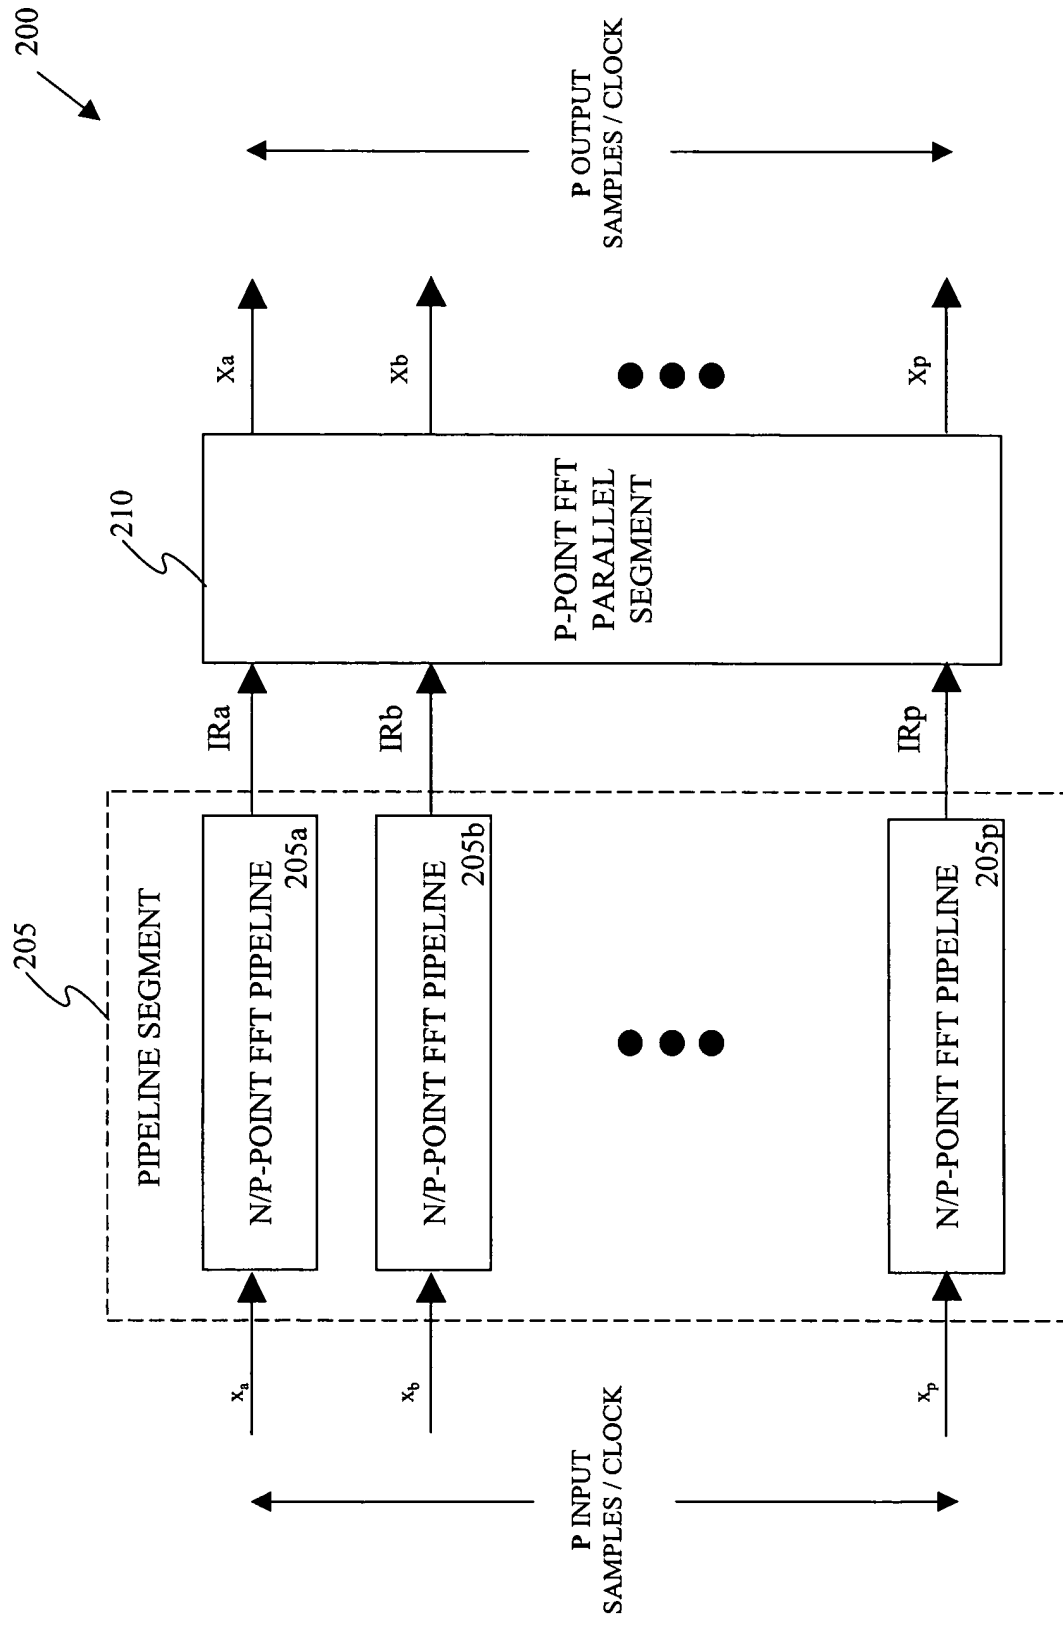 200
205
PIPELINE SEGMENT
210
P INPUT
SAMPLES / CLOCK
xa
N/P-POINT FFT PIPELINE
205a
IRa
Xa
xb
N/P-POINT FFT PIPELINE
205b
IRb
Xb
xp
N/P-POINT FFT PIPELINE
205p
IRp
Xp
P-POINT FFT
PARALLEL
SEGMENT
P OUTPUT
SAMPLES / CLOCK